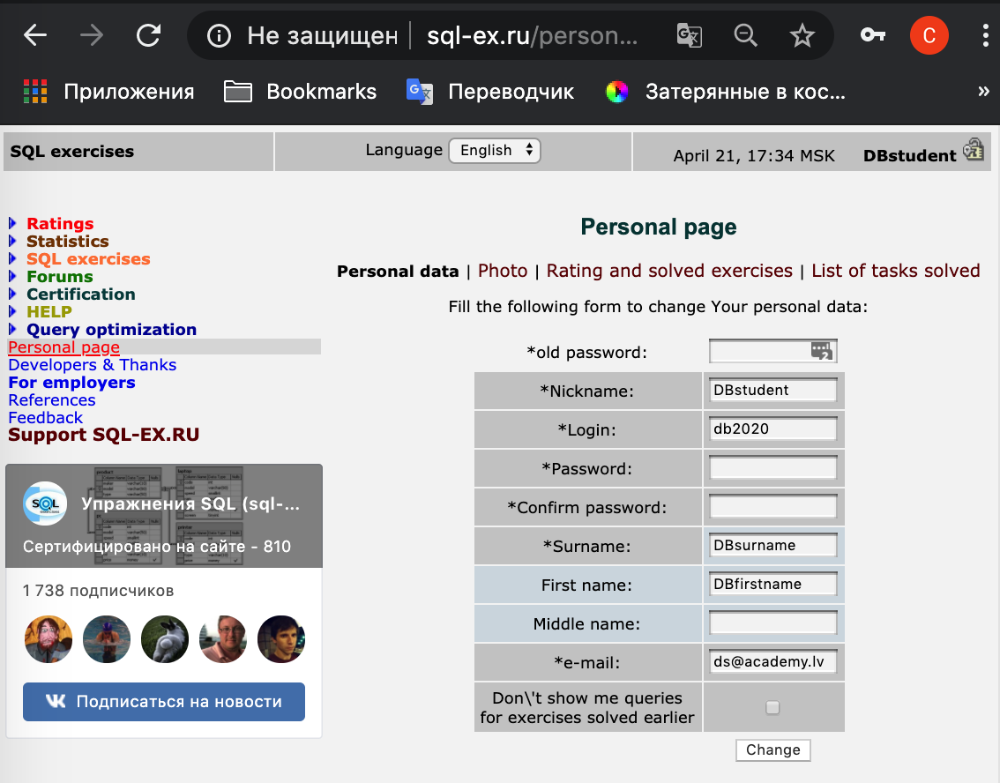 Не защищен sql-ex.ru/person... C
Приложения Bookmarks Переводчик Затерянные в кос... »
SQL exercises Language English April 21, 17:34 MSK DBstudent
Ratings
Statistics
SQL exercises
Forums
Certification
HELP
Query optimization
Personal page
Developers & Thanks
For employers
References
Feedback
Support SQL-EX.RU
SQL
Упражнения SQL (sql-...
Сертифицировано на сайте - 810
1 738 подписчиков
Подписаться на новости
Personal page
Personal data | Photo | Rating and solved exercises | List of tasks solved
Fill the following form to change Your personal data:
*old password:
*Nickname: DBstudent
*Login: db2020
*Password:
*Confirm password:
*Surname: DBsurname
First name: DBfirstname
Middle name:
*e-mail: ds@academy.lv
Don\'t show me queries
for exercises solved earlier
Change